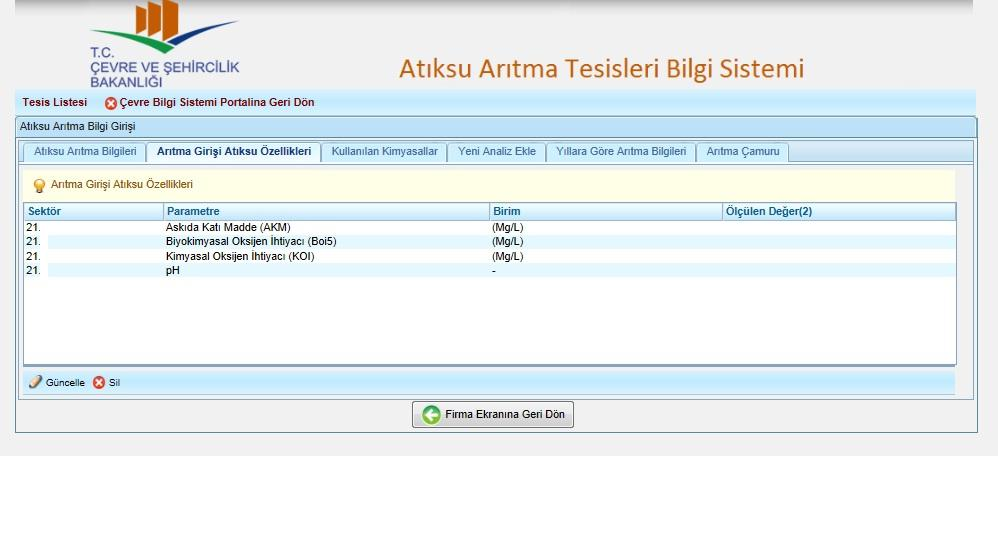 T.C.
ÇEVRE VE ŞEHİRCİLİK
BAKANLIĞI
Atıksu Arıtma Tesisleri Bilgi Sistemi
Tesis Listesi Çevre Bilgi Sistemi Portalina Geri Dön
Atıksu Arıtma Bilgi Girişi
Atıksu Arıtma Bilgileri Arıtma Girişi Atıksu Özellikleri Kullanılan Kimyasallar Yeni Analiz Ekle Yıllara Göre Arıtma Bilgileri Arıtma Çamuru
Arıtma Girişi Atıksu Özellikleri
Sektör Parametre Birim Ölçülen Değer(2)
21. Askıda Katı Madde (AKM) (Mg/L)
21. Biyokimyasal Oksijen İhtiyacı (Boi5) (Mg/L)
21. Kimyasal Oksijen İhtiyacı (KOI) (Mg/L)
21. pH -
Güncelle Sil
Firma Ekranına Geri Dön